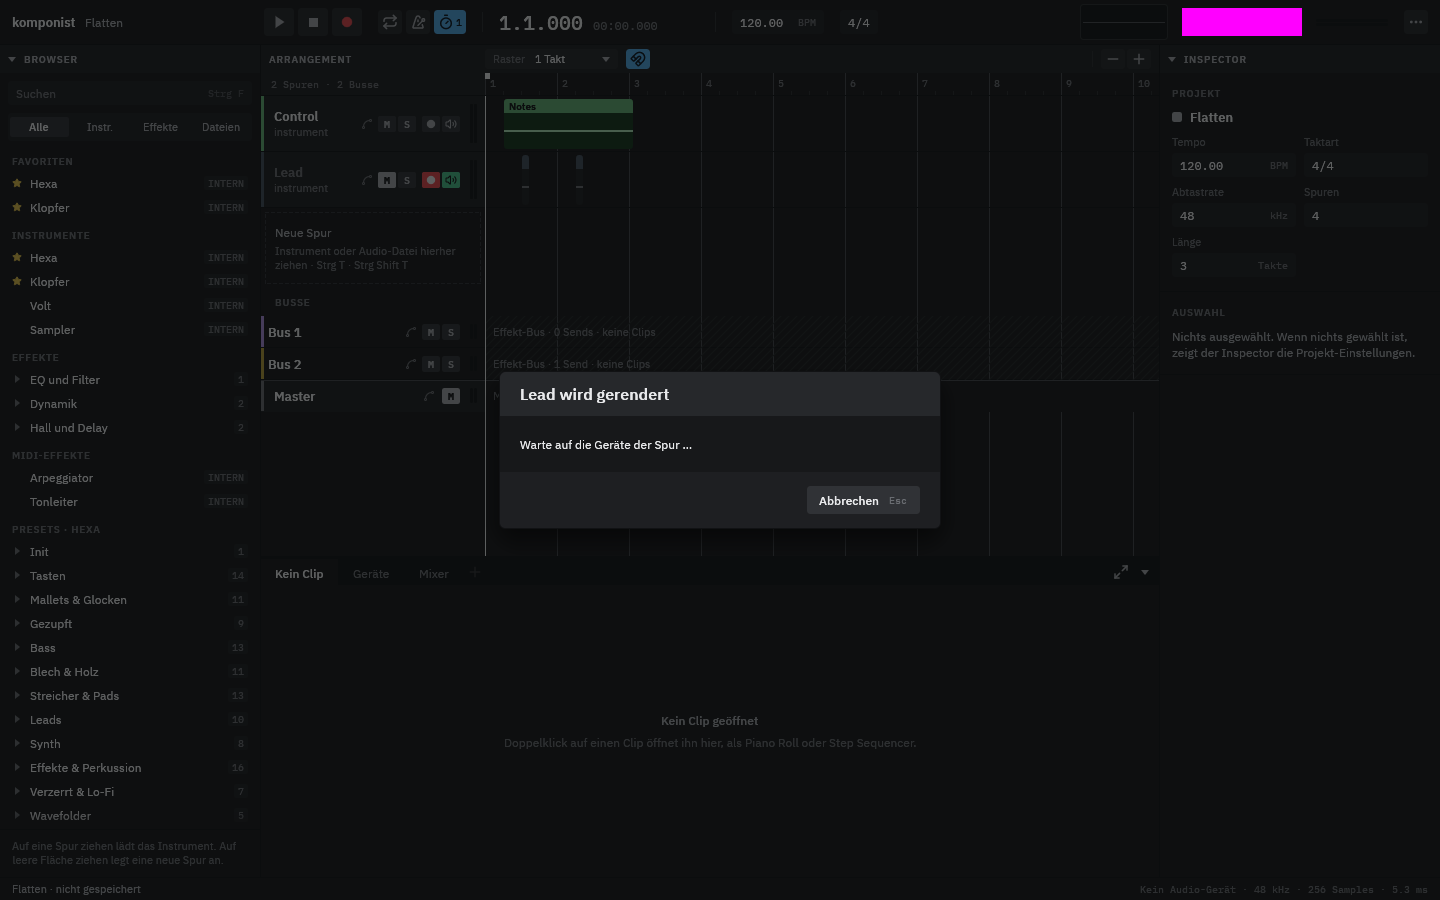 komponist Flatten
1 1.1.000 00:00.000 120.00 BPM 4/4
BROWSER
Suchen Strg F
Alle Instr. Effekte Dateien
FAVORITEN
Hexa INTERN
Klopfer INTERN
INSTRUMENTE
Hexa INTERN
Klopfer INTERN
Volt INTERN
Sampler INTERN
EFFEKTE
EQ und Filter 1
Dynamik 2
Hall und Delay 2
MIDI-EFFEKTE
Arpeggiator INTERN
Tonleiter INTERN
PRESETS · HEXA
Init 1
Tasten 14
Mallets & Glocken 11
Gezupft 9
Bass 13
Blech & Holz 11
Streicher & Pads 13
Leads 10
Synth 8
Effekte & Perkussion 16
Verzerrt & Lo-Fi 7
Wavefolder 5
Auf eine Spur ziehen lädt das Instrument. Auf
leere Fläche ziehen legt eine neue Spur an.
ARRANGEMENT Raster 1 Takt
2 Spuren · 2 Busse
1 2 3 4 5 6 7 8 9 10
Control M S
instrument
Notes
Lead M S
instrument
Neue Spur
Instrument oder Audio-Datei hierher
ziehen · Strg T · Strg Shift T
BUSSE
Bus 1 M S Effekt-Bus · 0 Sends · keine Clips
Bus 2 M S Effekt-Bus · 1 Send · keine Clips
Master M
Lead wird gerendert
Warte auf die Geräte der Spur ...
Abbrechen Esc
Kein Clip Geräte Mixer
Kein Clip geöffnet
Doppelklick auf einen Clip öffnet ihn hier, als Piano Roll oder Step Sequencer.
INSPECTOR
PROJEKT
Flatten
Tempo Taktart
120.00 BPM 4/4
Abtastrate Spuren
48 kHz 4
Länge
3 Takte
AUSWAHL
Nichts ausgewählt. Wenn nichts gewählt ist,
zeigt der Inspector die Projekt-Einstellungen.
Flatten · nicht gespeichert
Kein Audio-Gerät · 48 kHz · 256 Samples · 5.3 ms